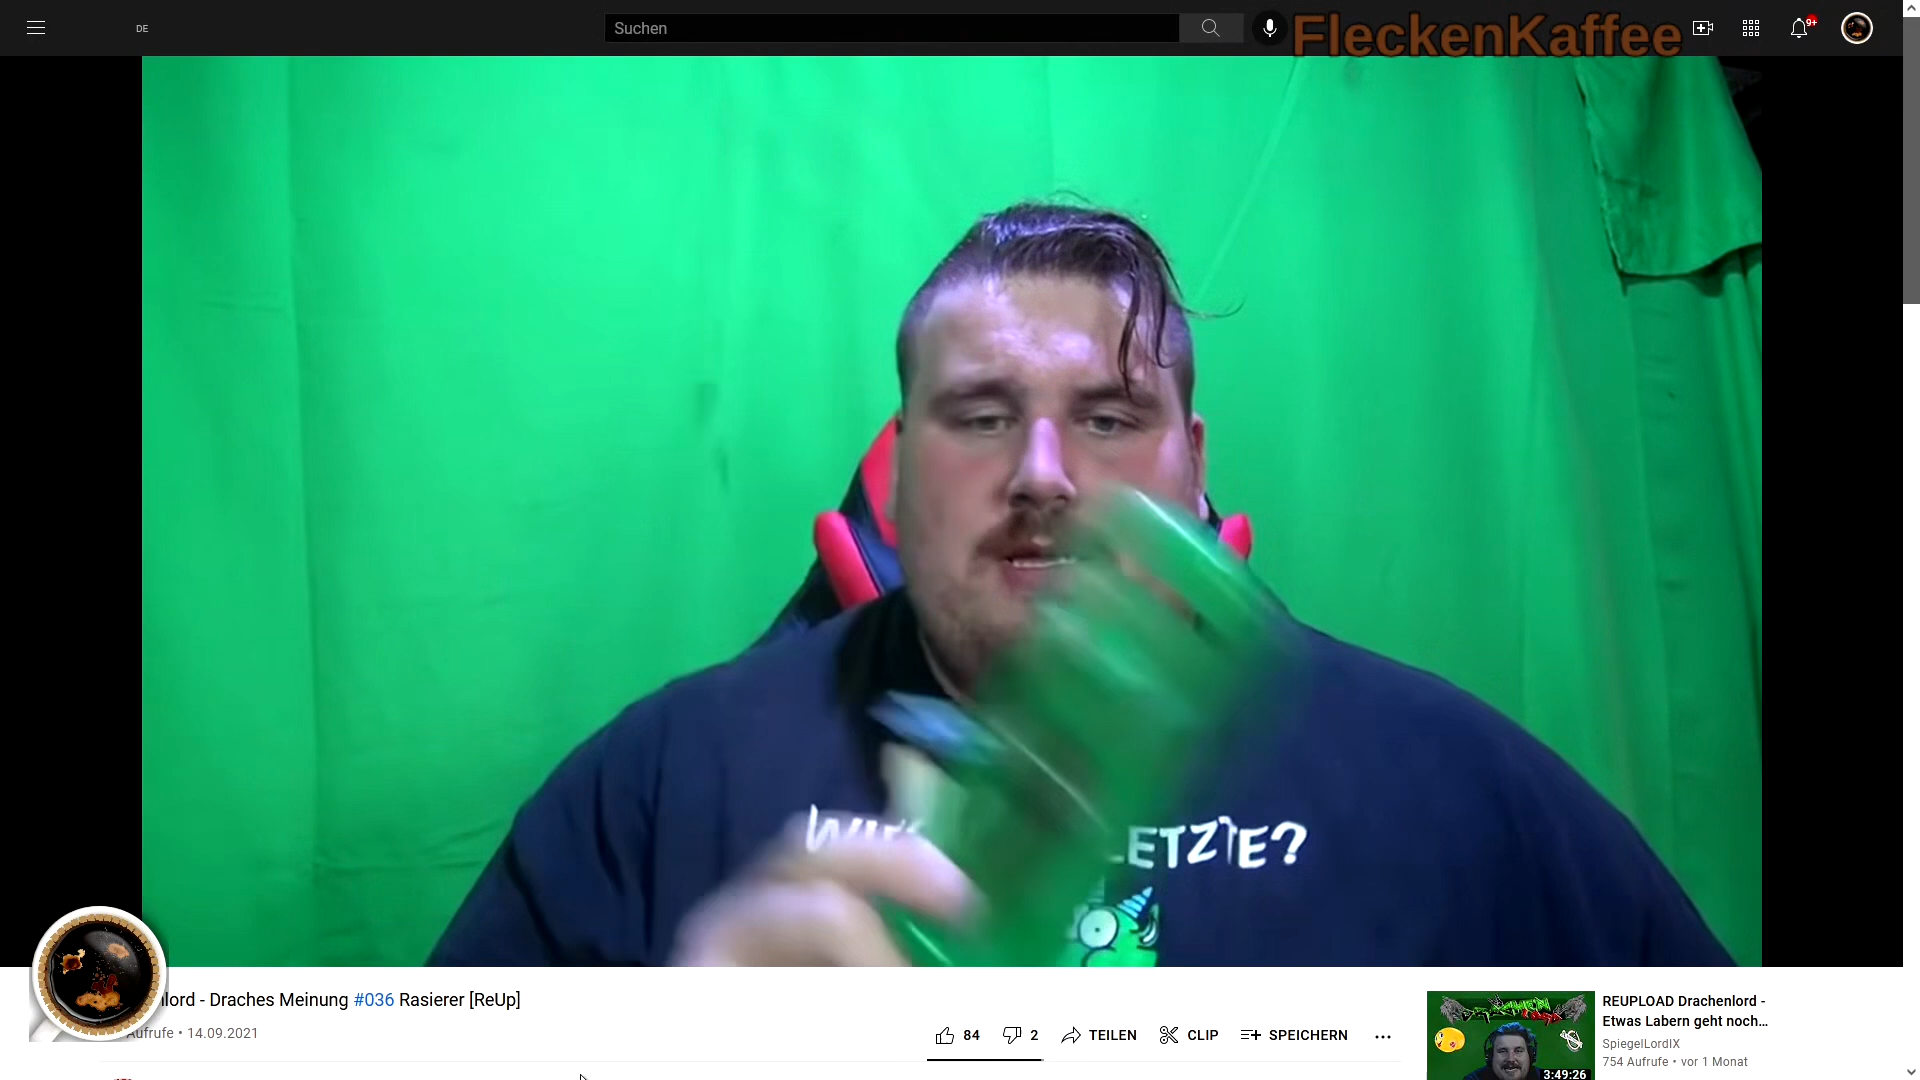 DE
Suchen
FleckenKaffee
9+
ETZTE?
lord - Draches Meinung #036 Rasierer [ReUp]
Aufrufe • 14.09.2021
84
2
TEILEN
CLIP
SPEICHERN
REUPLOAD Drachenlord -
Etwas Labern geht noch…
SpiegelLordIX
754 Aufrufe • vor 1 Monat
3:49:26